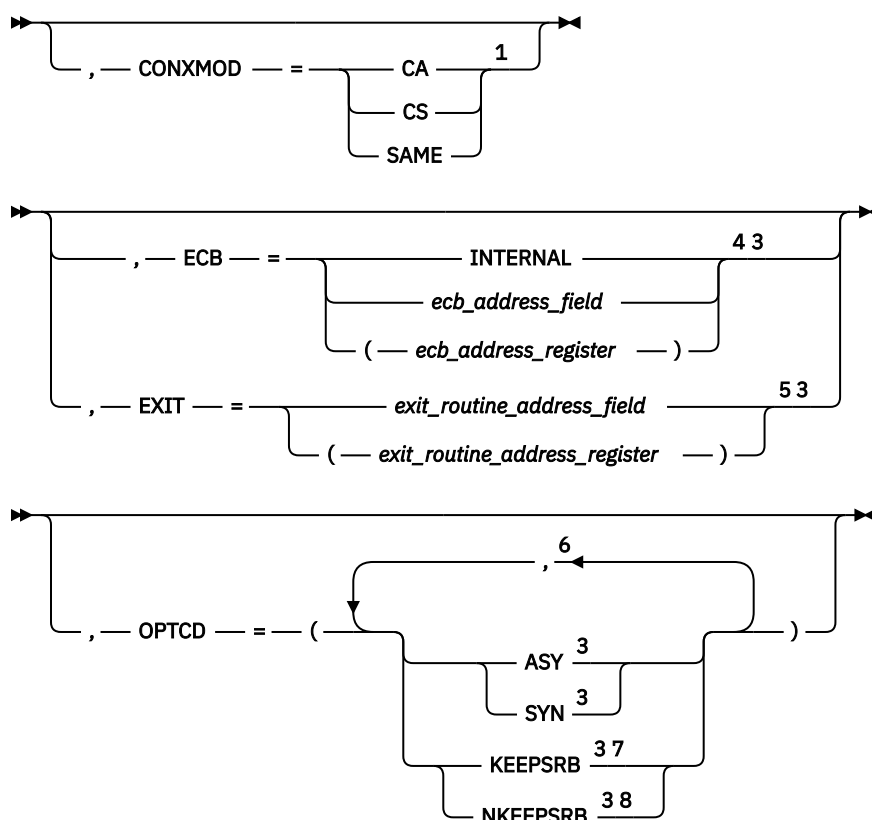 1
, CONXMOD = CA
CS
SAME
, ECB = INTERNAL 4 3
ecb_address_field
( ecb_address_register )
, EXIT = exit_routine_address_field 5 3
( exit_routine_address_register )
, 6
, OPTCD = ( )
ASY 3
SYN 3
KEEPSRB 3 7
NKEEPSRB 3 8